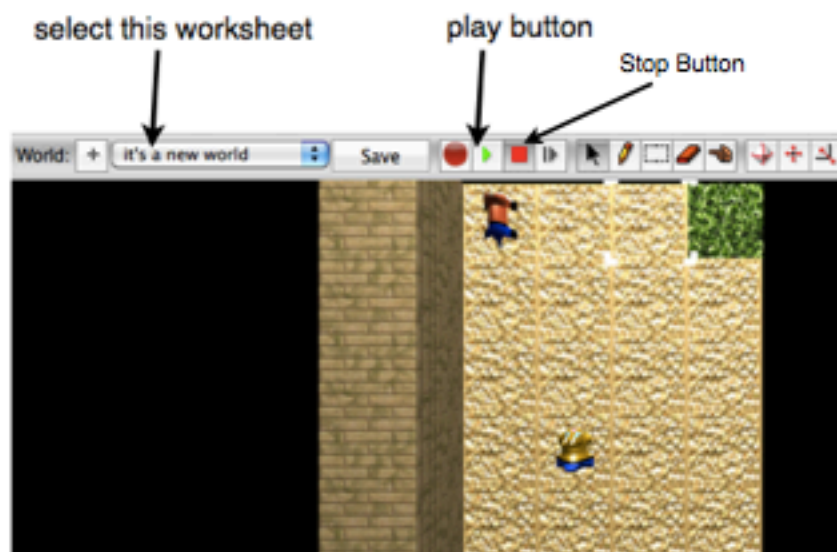 select this worksheet
play button
Stop Button
World:
it's a new world
Save